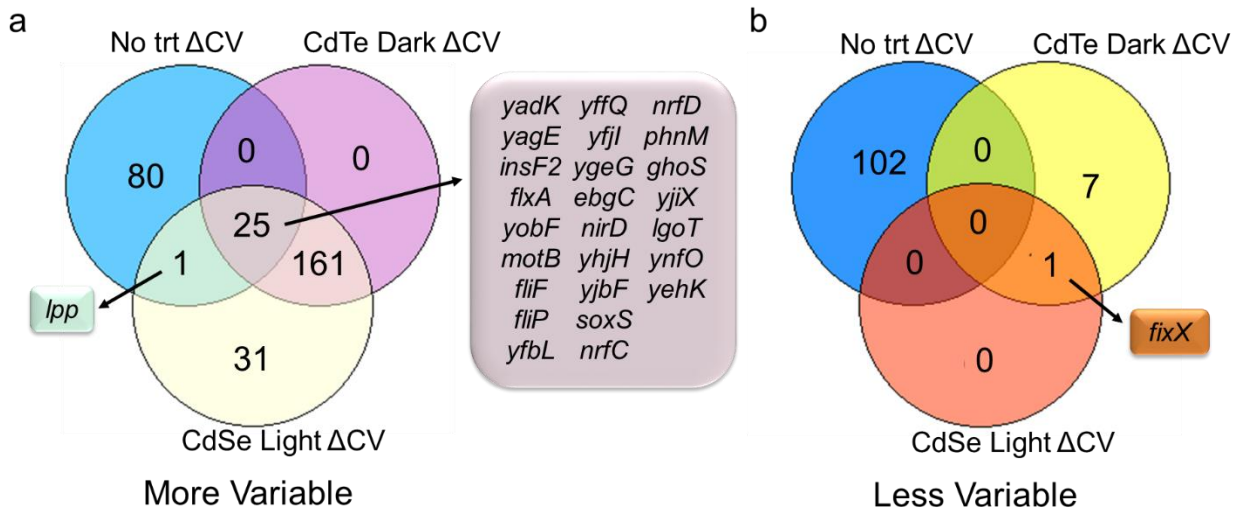 a
No trt ΔCV
CdTe Dark ΔCV
80
0
0
25
1
161
31
lpp
CdSe Light ΔCV
More Variable
yadK yffQ nrfD
yagE yfjI phnM
insF2 ygeG ghoS
flxA ebgC yjiX
yobF nirD lgoT
motB yhjH ynfO
fliF yjbF yehK
fliP soxS
yfbL nrfC
b
No trt ΔCV
CdTe Dark ΔCV
102
0
7
0
0
1
0
fixX
CdSe Light ΔCV
Less Variable